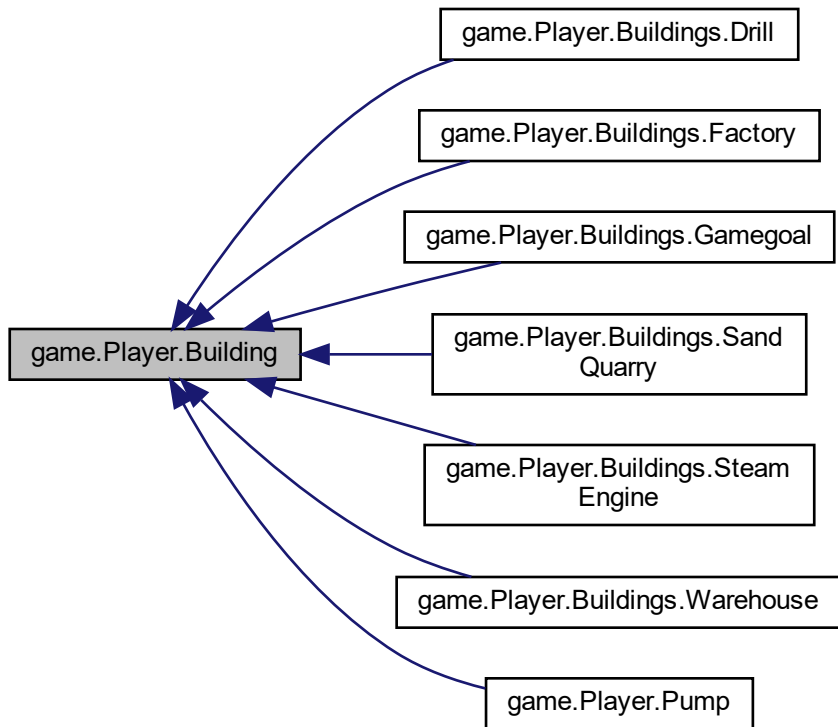 game.Player.Buildings.Drill
game.Player.Buildings.Factory
game.Player.Buildings.Gamegoal
game.Player.Building
game.Player.Buildings.Sand
Quarry
game.Player.Buildings.Steam
Engine
game.Player.Buildings.Warehouse
game.Player.Pump